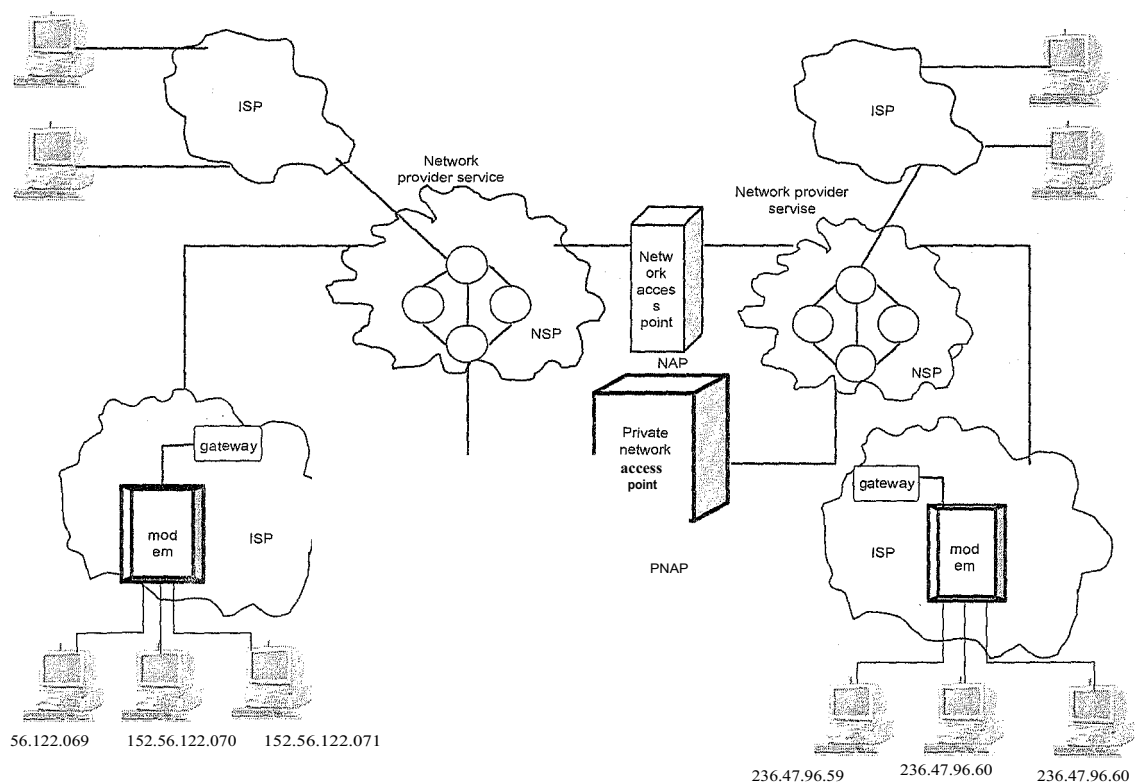 ISP
ISP
Network
provider service
Network provider
servise
Netw
ork
acces
s
point
NSP
NAP
NSP
gateway
Private
network
access
point
gateway
mod
em
ISP
ISP
mod
em
PNAP
56.122.069
152.56.122.070
152.56.122.071
236.47.96.59
236.47.96.60
236.47.96.60